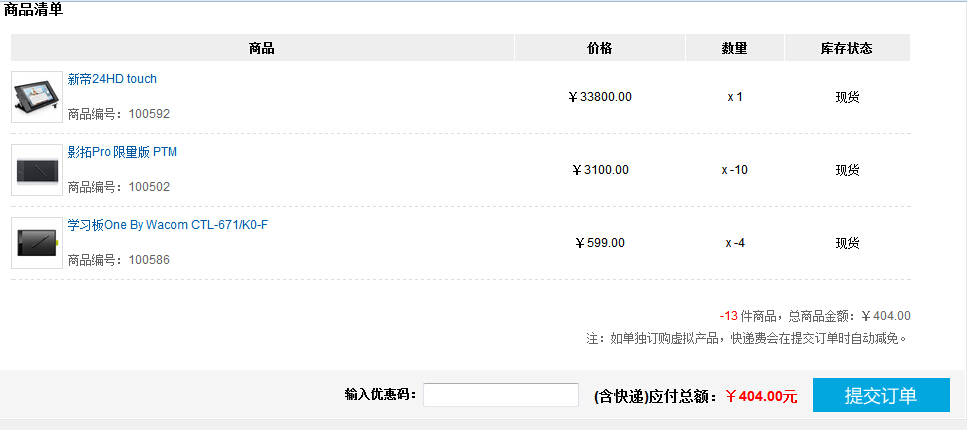 商品清单
商品 价格 数量 库存状态
新帝24HD touch
商品编号：100592
￥33800.00 x 1 现货
影拓Pro 限量版 PTM
商品编号：100502
￥3100.00 x -10 现货
学习板One By Wacom CTL-671/K0-F
商品编号：100586
￥599.00 x -4 现货
-13 件商品，总商品金额：￥404.00
注：如单独订购虚拟产品，快递费会在提交订单时自动减免。
输入优惠码： (含快递)应付总额：￥404.00元 提交订单